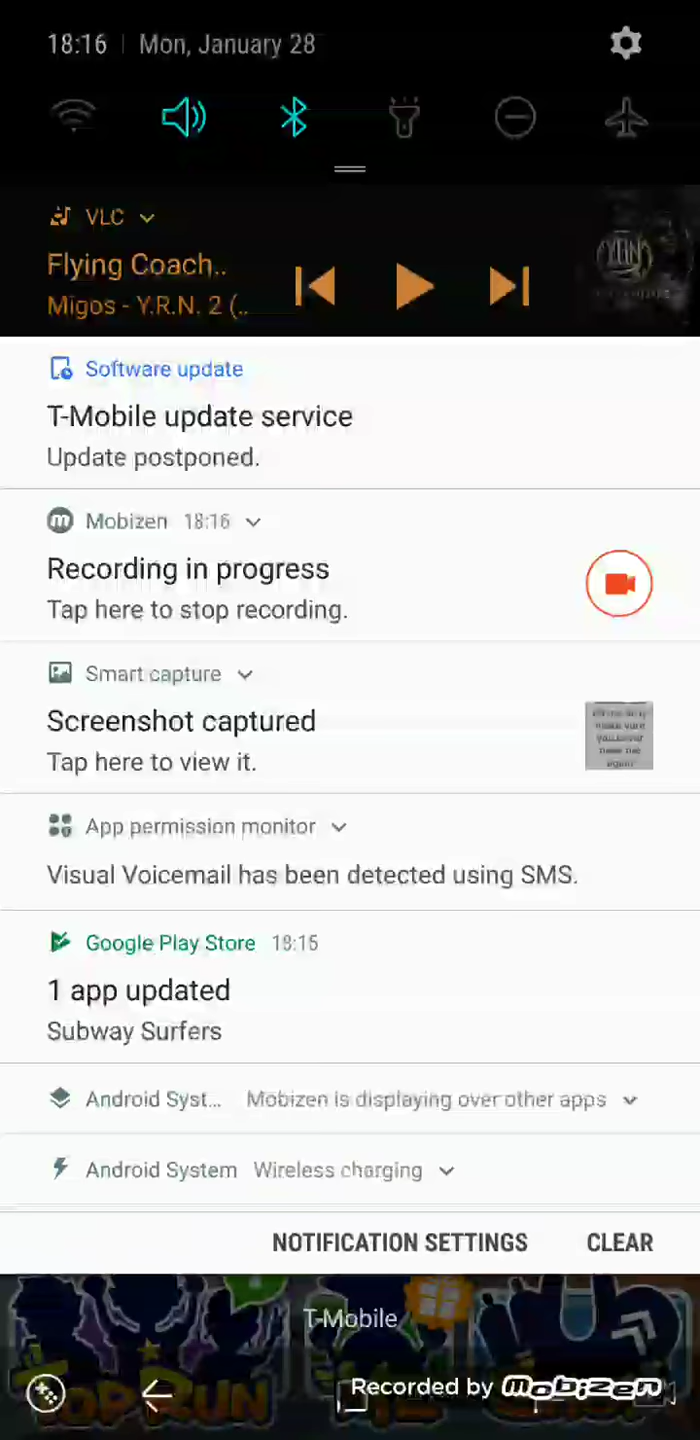 18:16 | Mon, January 28
VLC
Flying Coach..
Migos - Y.R.N. 2 (..
Software update
T-Mobile update service
Update postponed.
Mobizen 18:16
Recording in progress
Tap here to stop recording.
Smart capture
Screenshot captured
Tap here to view it.
App permission monitor
Visual Voicemail has been detected using SMS.
Google Play Store 18:15
1 app updated
Subway Surfers
Android Syst... Mobizen is displaying over other apps
Android System Wireless charging
NOTIFICATION SETTINGS CLEAR
T-Mobile
TOP RUN
Recorded by mobizen